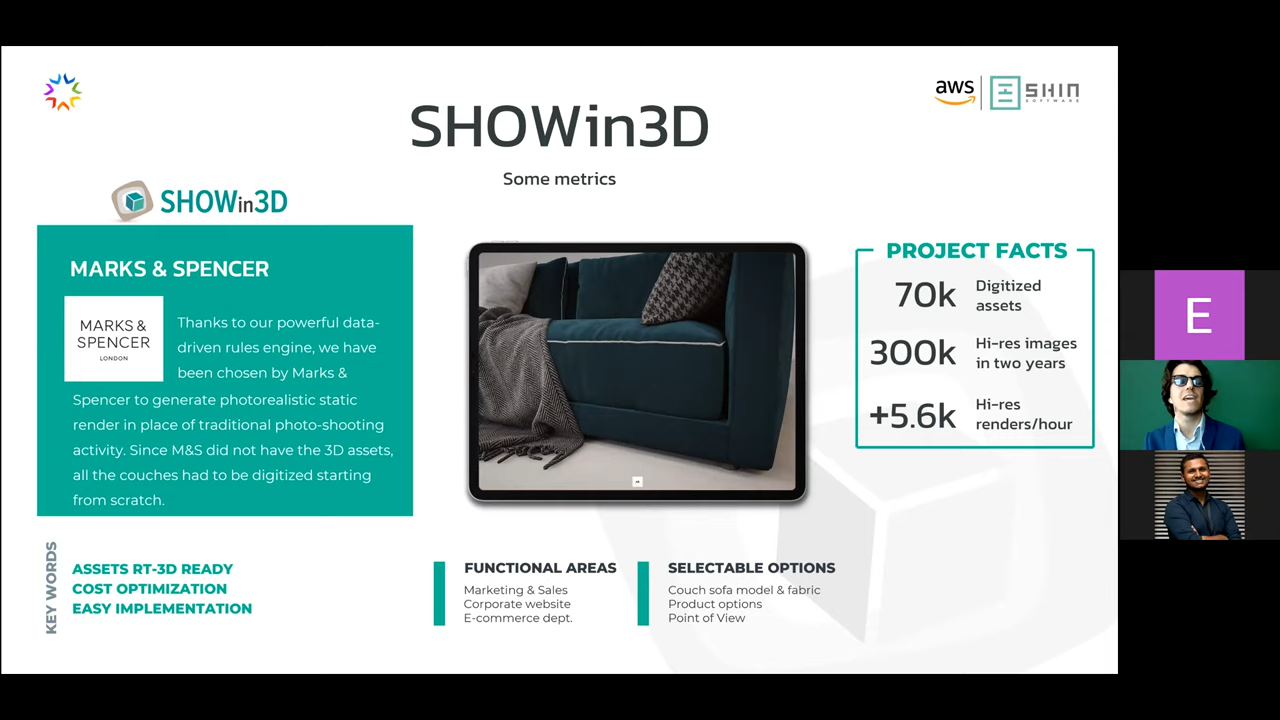 aws
SHIN
SOFTWARE
SHOWin3D
Some metrics
SHOWin3D
MARKS & SPENCER
MARKS &
SPENCER
LONDON
Thanks to our powerful data-
driven rules engine, we have
been chosen by Marks &
Spencer to generate photorealistic static
render in place of traditional photo-shooting
activity. Since M&S did not have the 3D assets,
all the couches had to be digitized starting
from scratch.
PROJECT FACTS
70k Digitized
assets
300k Hi-res images
in two years
+5.6k Hi-res
renders/hour
E
KEY WORDS
ASSETS RT-3D READY
COST OPTIMIZATION
EASY IMPLEMENTATION
FUNCTIONAL AREAS
Marketing & Sales
Corporate website
E-commerce dept.
SELECTABLE OPTIONS
Couch sofa model & fabric
Product options
Point of View